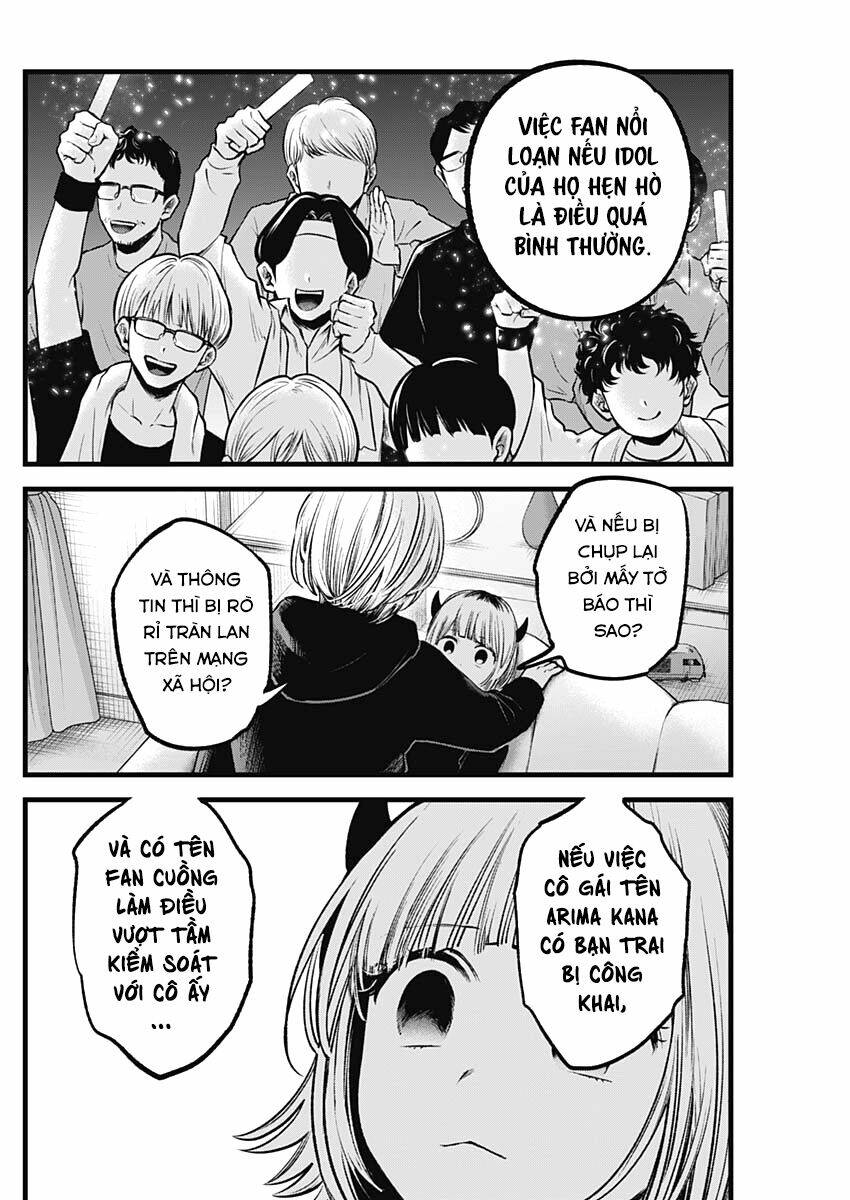 VIỆC FAN NỔI
LOẠN NẾU IDOL
CỦA HỌ HẸN HÒ
LÀ ĐIỀU QUÁ
BÌNH THƯỜNG.
VÀ NẾU BỊ
CHỤP LẠI
BỞI MẤY TỜ
BÁO THÌ
SAO?
VÀ THÔNG
TIN THÌ BỊ RÒ
RỈ TRÀN LAN
TRÊN MẠNG
XÃ HỘI?
NẾU VIỆC
CÔ GÁI TÊN
ARIMA KANA
CÓ BẠN TRAI
BỊ CÔNG
KHAI,
VÀ CÓ TÊN
FAN CUỒNG
LÀM ĐIỀU
VƯỢT TẦM
KIỂM SOÁT
VỚI CÔ ẤY
...